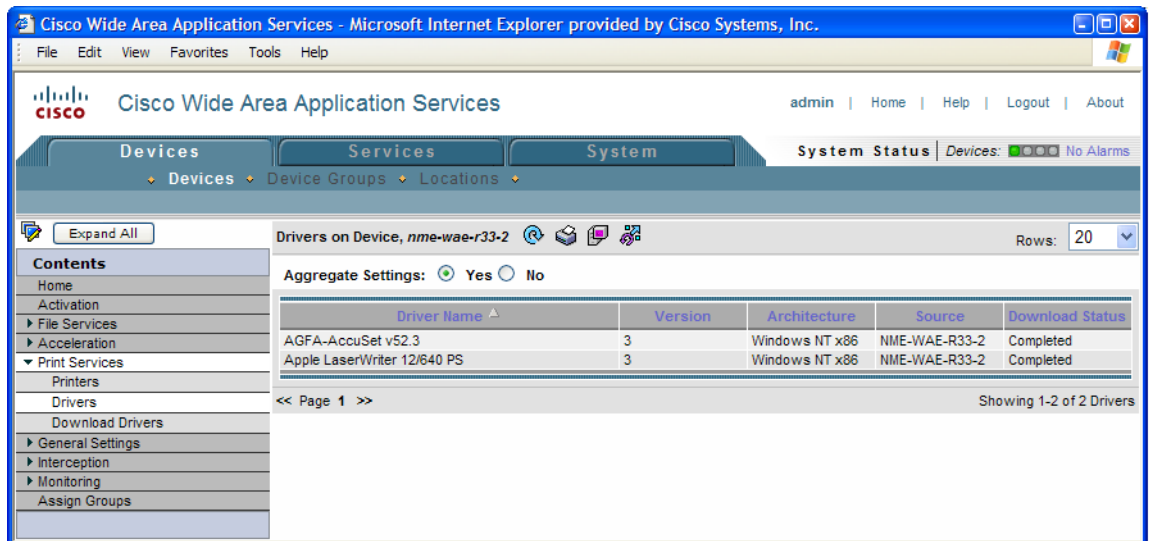 Cisco Wide Area Application Services - Microsoft Internet Explorer provided by Cisco Systems, Inc.
File Edit View Favorites Tools Help
CISCO Cisco Wide Area Application Services admin | Home | Help | Logout | About
Devices Services System System Status Devices: No Alarms
Devices Device Groups Locations
Expand All
Drivers on Device, nme-wae-r33-2 Rows: 20
Contents
Home
Activation
File Services
Acceleration
Print Services
Printers
Drivers
Download Drivers
General Settings
Interception
Monitoring
Assign Groups
Aggregate Settings: Yes No
Driver Name Version Architecture Source Download Status
AGFA-AccuSet v52.3 3 Windows NT x86 NME-WAE-R33-2 Completed
Apple LaserWriter 12/640 PS 3 Windows NT x86 NME-WAE-R33-2 Completed
<< Page 1 >> Showing 1-2 of 2 Drivers